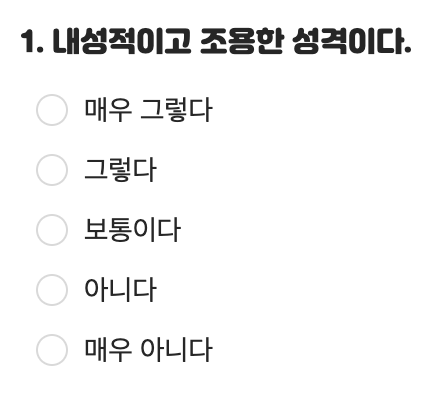 1. 내성적이고 조용한 성격이다.
매우 그렇다
그렇다
보통이다
아니다
매우 아니다